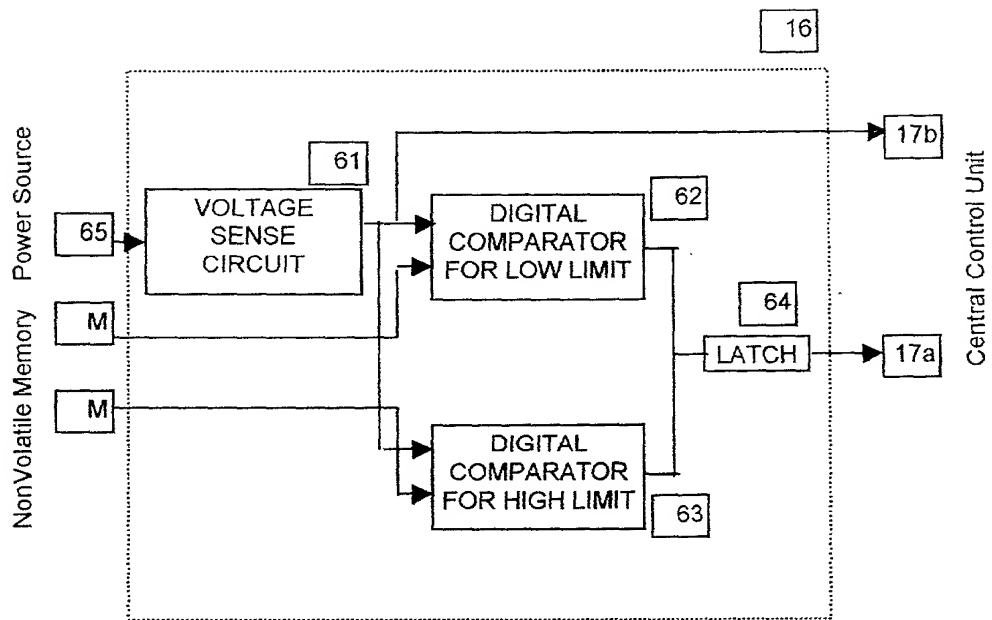 16
Power Source
NonVolatile Memory
65
M
M
61
VOLTAGE
SENSE
CIRCUIT
62
DIGITAL
COMPARATOR
FOR LOW LIMIT
64
LATCH
DIGITAL
COMPARATOR
FOR HIGH LIMIT
63
17b
17a
Central Control Unit